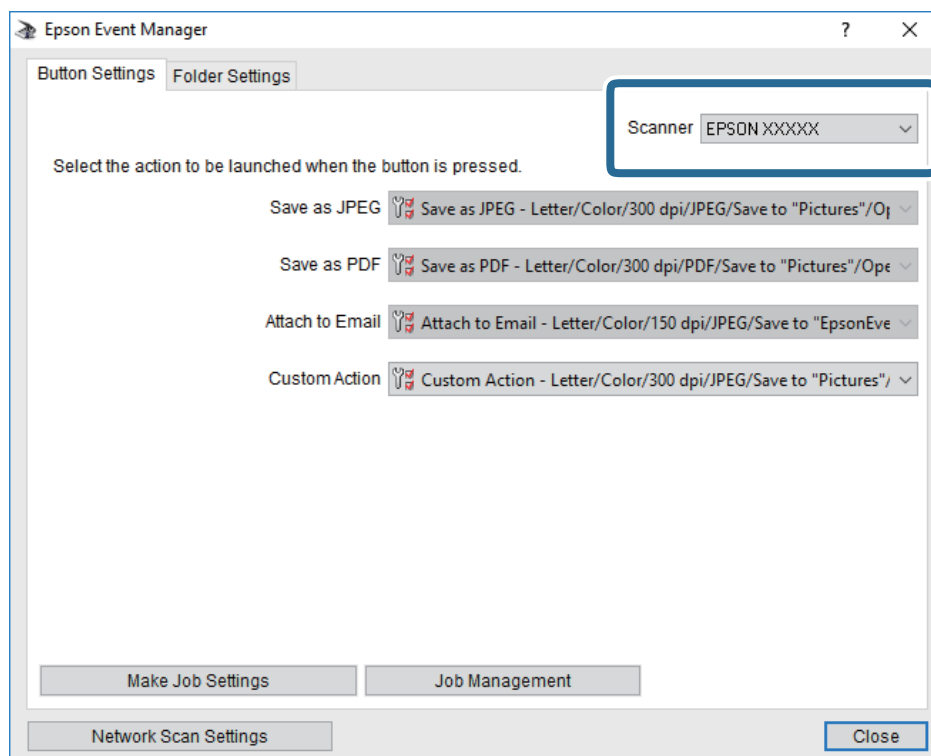 Epson Event Manager ?
Button Settings Folder Settings
Scanner EPSON XXXXX
Select the action to be launched when the button is pressed.
Save as JPEG Save as JPEG - Letter/Color/300 dpi/JPEG/Save to "Pictures"/Op
Save as PDF Save as PDF - Letter/Color/300 dpi/PDF/Save to "Pictures"/Ope
Attach to Email Attach to Email - Letter/Color/150 dpi/JPEG/Save to "EpsonEve
Custom Action Custom Action - Letter/Color/300 dpi/JPEG/Save to "Pictures"/
Make Job Settings Job Management
Network Scan Settings Close